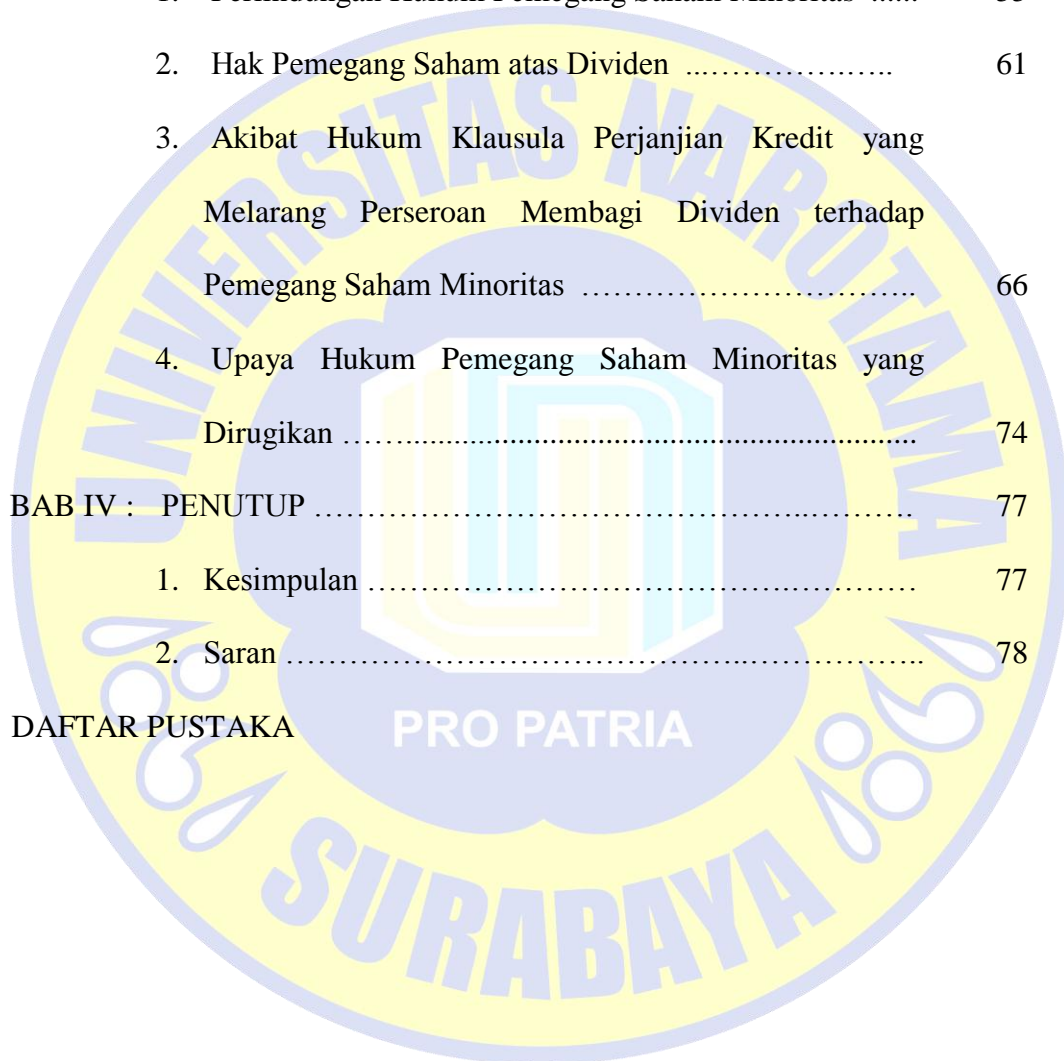 2. Hak Pemegang Saham atas Dividen ...……………….. 61
3. Akibat Hukum Klausula Perjanjian Kredit yang
Melarang Perseroan Membagi Dividen terhadap
Pemegang Saham Minoritas ………………………….. 66
4. Upaya Hukum Pemegang Saham Minoritas yang
Dirugikan ……................................................................ 74
BAB IV : PENUTUP ………………………………………..………. 77
1. Kesimpulan ………………………………….………… 77
2. Saran ……………………………………..…………….. 78
DAFTAR PUSTAKA
UNIVERSITAS NAROTAMA
PRO PATRIA
SURABAYA